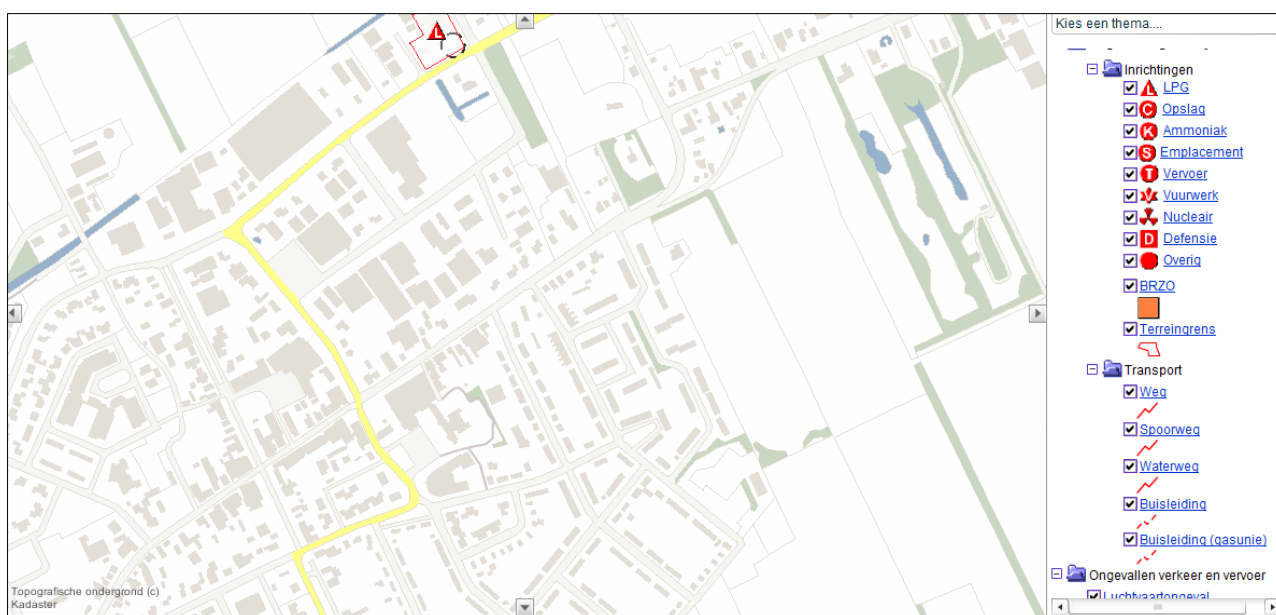 Kies een thema....
Inrichtingen
L LPG
C Opslag
K Ammoniak
S Emplacement
T Vervoer
Vuurwerk
Nucleair
D Defensie
Overig
BRZO
Terreingrens
Transport
Weg
Spoorweg
Waterweg
Buisleiding
Buisleiding (gasunie)
Ongevallen verkeer en vervoer
Luchtvaartongeval
L
Topografische ondergrond (c)
Kadaster